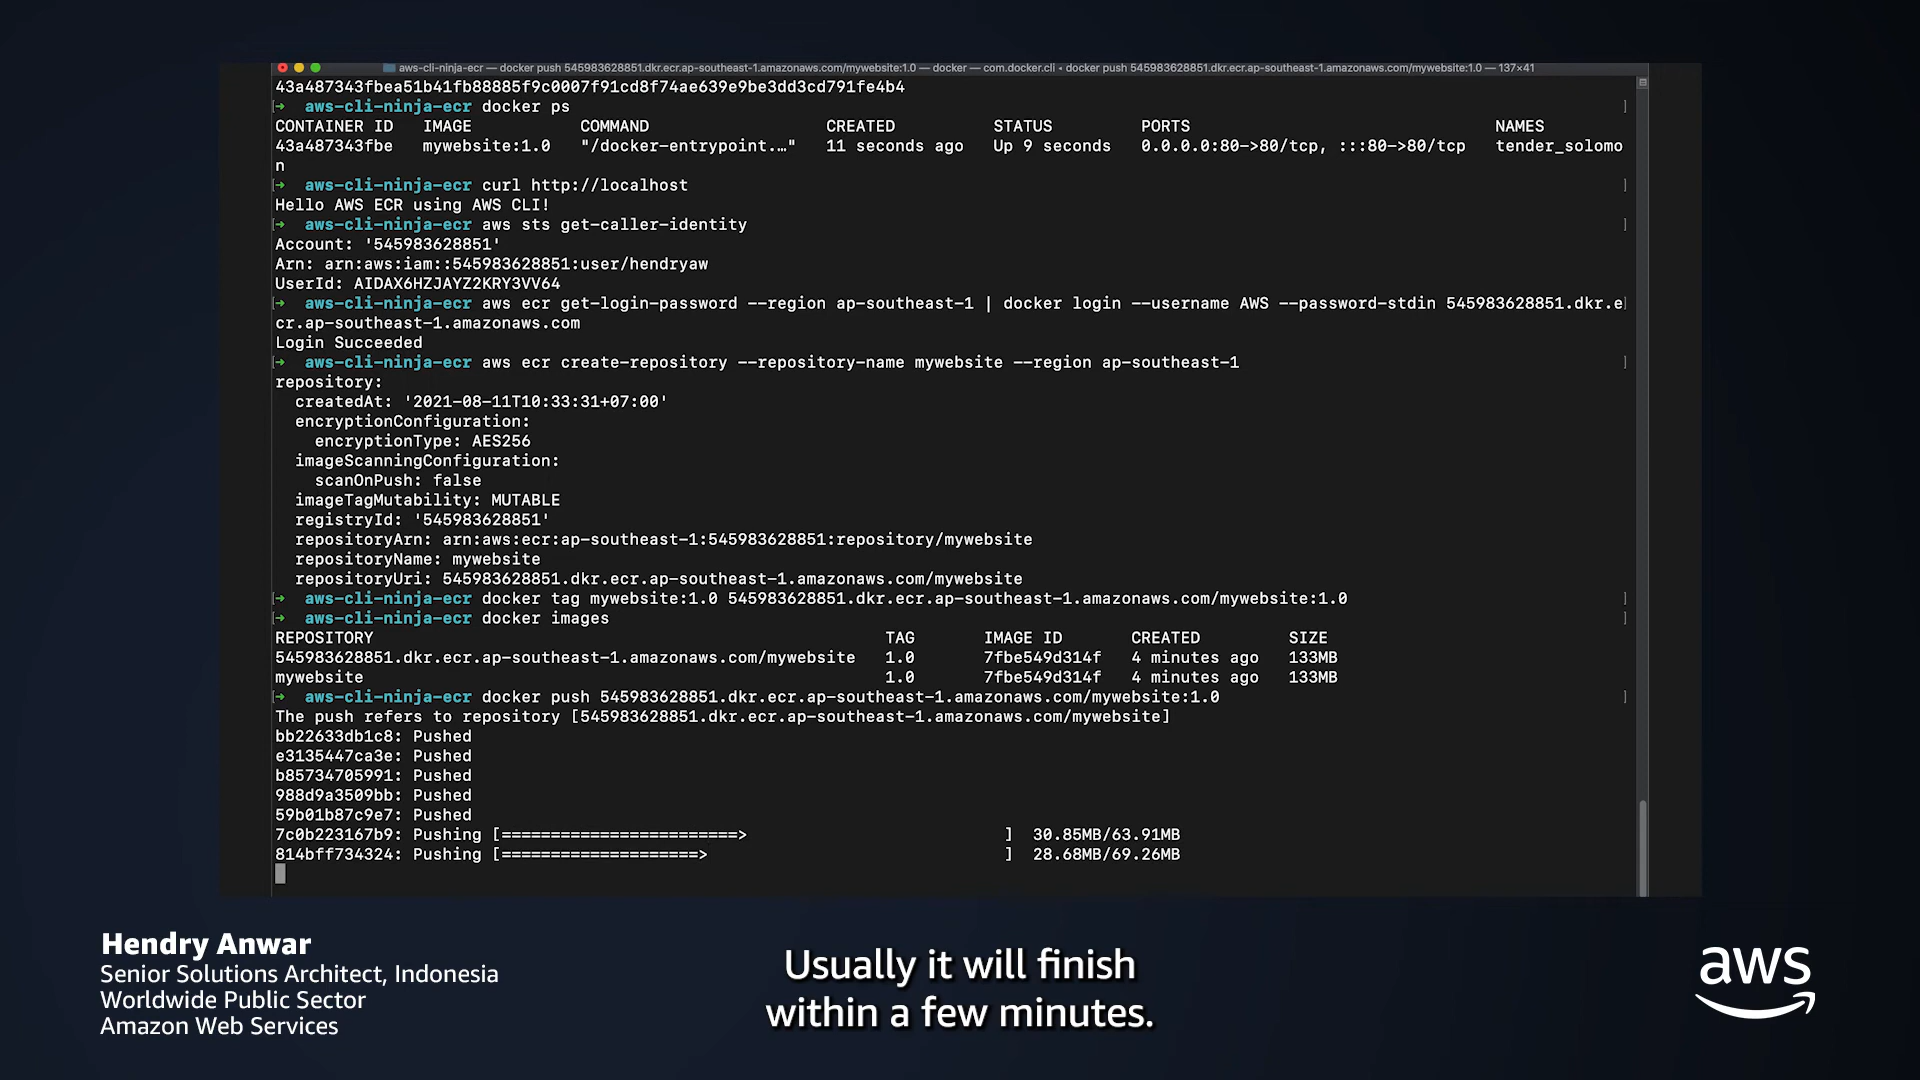 aws-cli-ninja-ecr — docker push 545983628851.dkr.ecr.ap-southeast-1.amazonaws.com/mywebsite:1.0 — docker — com.docker.cli • docker push 545983628851.dkr.ecr.ap-southeast-1.amazonaws.com/mywebsite:1.0 — 137×41
43a487343fbea51b41fb88885f9c0007f91cd8f74ae639e9be3dd3cd791fe4b4
[→ aws-cli-ninja-ecr docker ps ]
CONTAINER ID IMAGE COMMAND CREATED STATUS PORTS NAMES
43a487343fbe mywebsite:1.0 "/docker-entrypoint.…" 11 seconds ago Up 9 seconds 0.0.0.0:80->80/tcp, :::80->80/tcp tender_solomo
n
[→ aws-cli-ninja-ecr curl http://localhost ]
Hello AWS ECR using AWS CLI!
[→ aws-cli-ninja-ecr aws sts get-caller-identity ]
Account: '545983628851'
Arn: arn:aws:iam::545983628851:user/hendryaw
UserId: AIDAX6HZJAYZ2KRY3VV64
[→ aws-cli-ninja-ecr aws ecr get-login-password --region ap-southeast-1 | docker login --username AWS --password-stdin 545983628851.dkr.e]
cr.ap-southeast-1.amazonaws.com
Login Succeeded
[→ aws-cli-ninja-ecr aws ecr create-repository --repository-name mywebsite --region ap-southeast-1 ]
repository:
createdAt: '2021-08-11T10:33:31+07:00'
encryptionConfiguration:
encryptionType: AES256
imageScanningConfiguration:
scanOnPush: false
imageTagMutability: MUTABLE
registryId: '545983628851'
repositoryArn: arn:aws:ecr:ap-southeast-1:545983628851:repository/mywebsite
repositoryName: mywebsite
repositoryUri: 545983628851.dkr.ecr.ap-southeast-1.amazonaws.com/mywebsite
[→ aws-cli-ninja-ecr docker tag mywebsite:1.0 545983628851.dkr.ecr.ap-southeast-1.amazonaws.com/mywebsite:1.0 ]
[→ aws-cli-ninja-ecr docker images ]
REPOSITORY TAG IMAGE ID CREATED SIZE
545983628851.dkr.ecr.ap-southeast-1.amazonaws.com/mywebsite 1.0 7fbe549d314f 4 minutes ago 133MB
mywebsite 1.0 7fbe549d314f 4 minutes ago 133MB
[→ aws-cli-ninja-ecr docker push 545983628851.dkr.ecr.ap-southeast-1.amazonaws.com/mywebsite:1.0 ]
The push refers to repository [545983628851.dkr.ecr.ap-southeast-1.amazonaws.com/mywebsite]
bb22633db1c8: Pushed
e3135447ca3e: Pushed
b85734705991: Pushed
988d9a3509bb: Pushed
59b01b87c9e7: Pushed
7c0b223167b9: Pushing [========================> ] 30.85MB/63.91MB
814bff734324: Pushing [====================> ] 28.68MB/69.26MB
Hendry Anwar
Senior Solutions Architect, Indonesia
Worldwide Public Sector
Amazon Web Services
Usually it will finish
within a few minutes.
aws